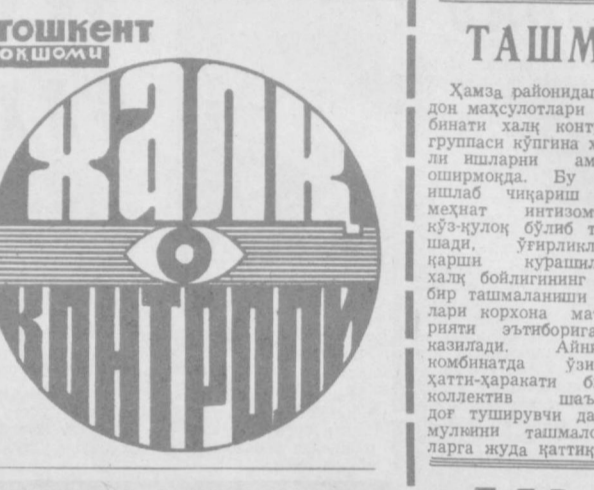 тошкент
оқшоми
ХАЛҚ
КОНТРОЛИ
ТАШМ
Ҳамза районида
дон маҳсулотлари
бинати халқ конт
группаси кўпгина
ли ишларни ам
оширмоқда. Бу
ишлаб чиқариш
меҳнат интизом
кўз-қулоқ бўлиб т
шади, ўғирликл
қарши курашил
халқ бойлигининг
бир ташмаланиши
лари корхона ма
рияти эътиборига
казилади. Айни
комбинатда ўзи
ҳатти-ҳаракати б
коллектив шаъ
доғ туширувчи да
мулкини ташмало
ларга жуда қаттиқ